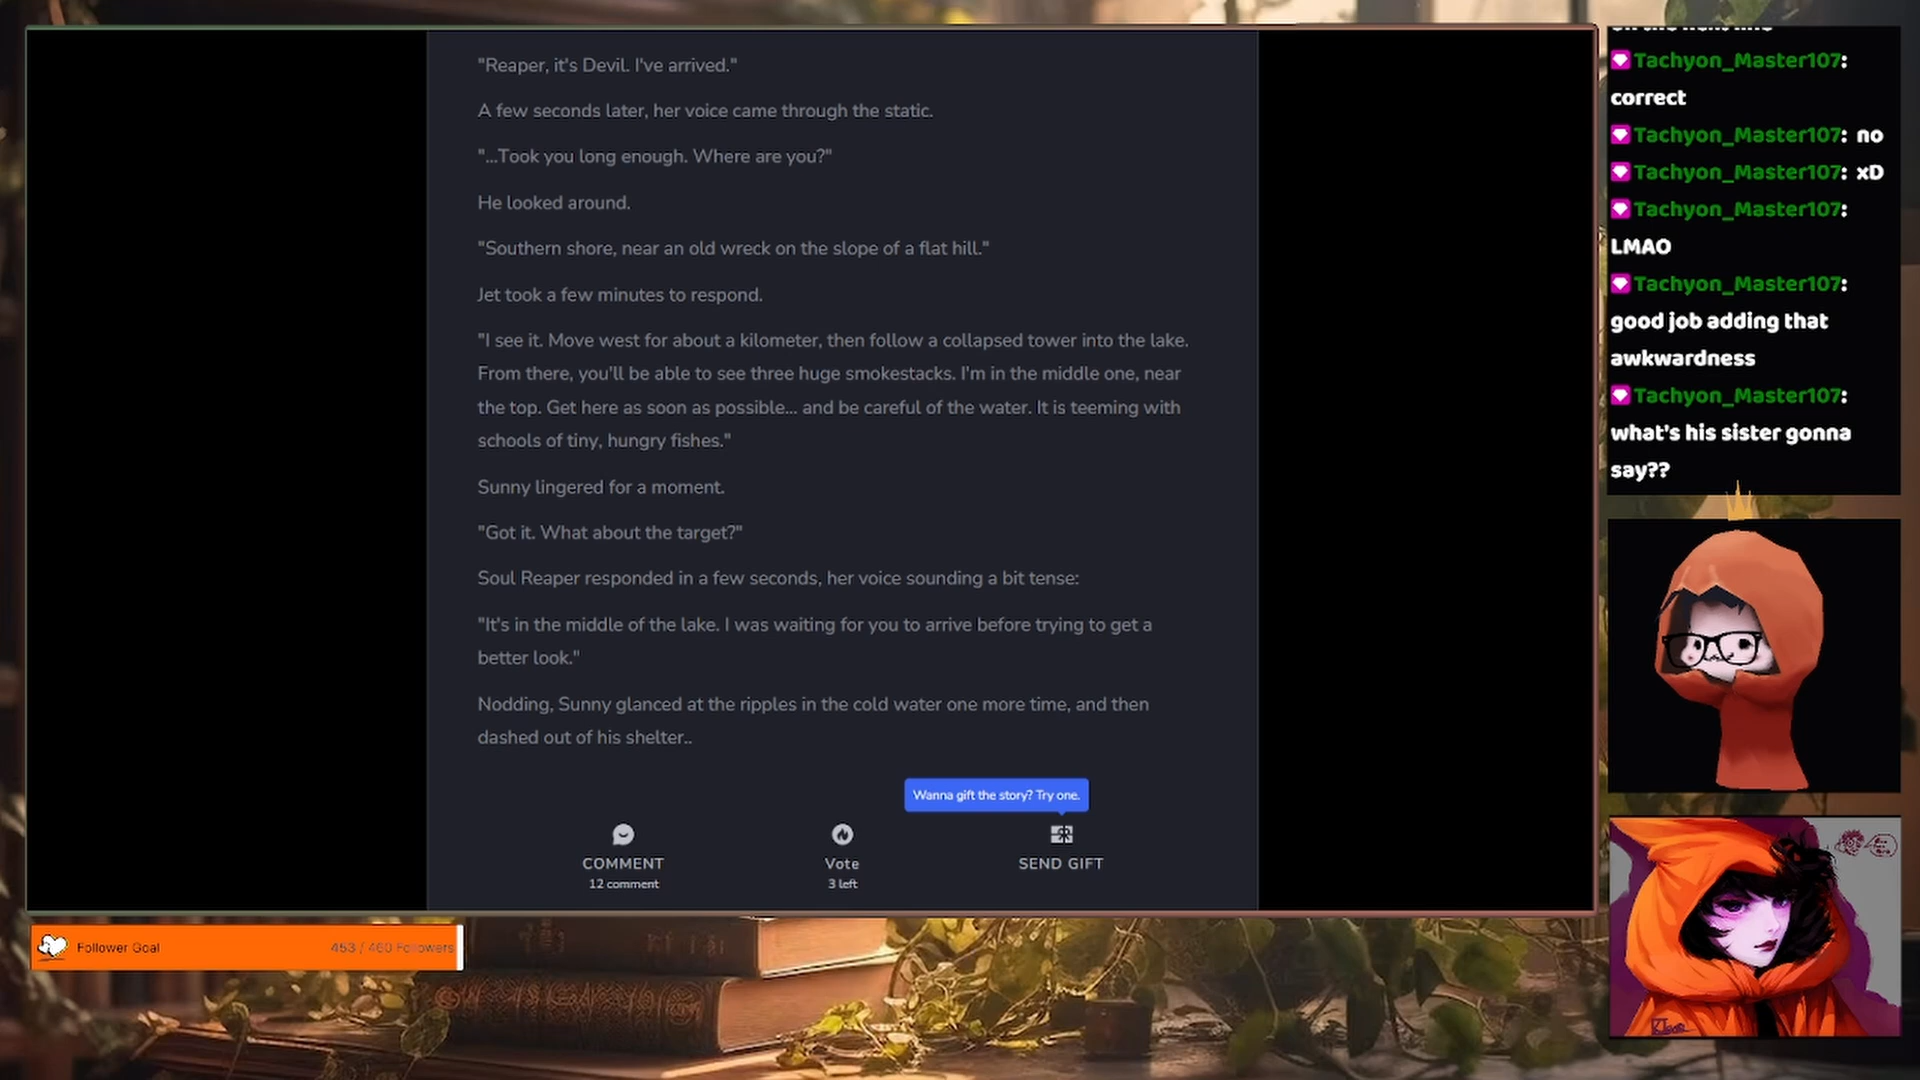 "Reaper, it's Devil. I've arrived."
A few seconds later, her voice came through the static.
"...Took you long enough. Where are you?"
He looked around.
"Southern shore, near an old wreck on the slope of a flat hill."
Jet took a few minutes to respond.
"I see it. Move west for about a kilometer, then follow a collapsed tower into the lake.
From there, you'll be able to see three huge smokestacks. I'm in the middle one, near
the top. Get here as soon as possible... and be careful of the water. It is teeming with
schools of tiny, hungry fishes."
Sunny lingered for a moment.
"Got it. What about the target?"
Soul Reaper responded in a few seconds, her voice sounding a bit tense:
"It's in the middle of the lake. I was waiting for you to arrive before trying to get a
better look."
Nodding, Sunny glanced at the ripples in the cold water one more time, and then
dashed out of his shelter..
Wanna gift the story? Try one.
COMMENT
12 comment
Vote
3 left
SEND GIFT
Follower Goal
453 / 460 Followers
Tachyon_Master107:
correct
Tachyon_Master107: no
Tachyon_Master107: xD
Tachyon_Master107:
LMAO
Tachyon_Master107:
good job adding that
awkwardness
Tachyon_Master107:
what's his sister gonna
say??